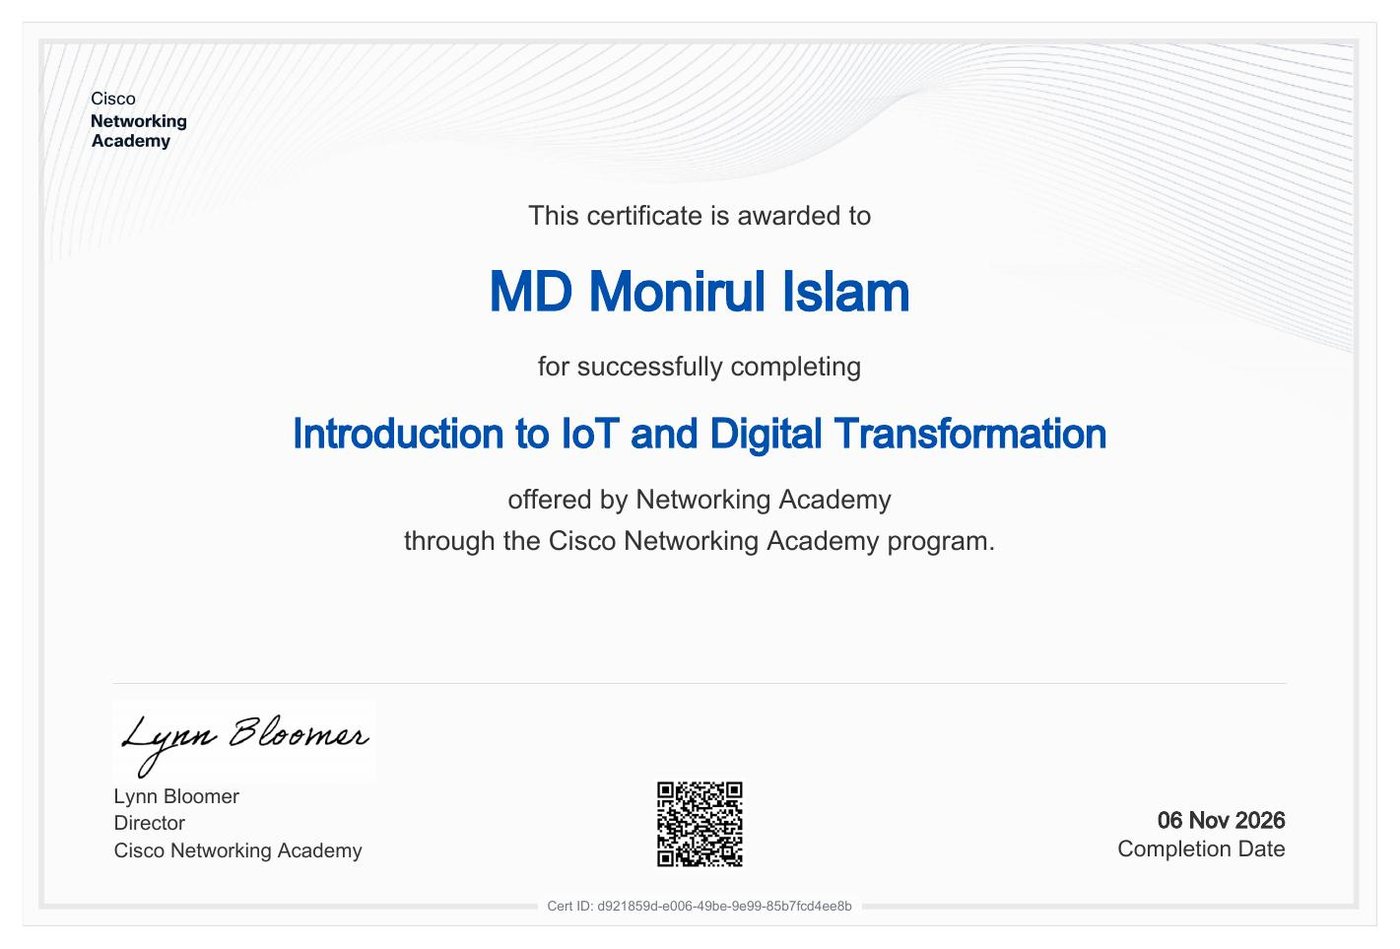 Cisco
Networking
Academy
This certificate is awarded to
MD Monirul Islam
for successfully completing
Introduction to IoT and Digital Transformation
offered by Networking Academy
through the Cisco Networking Academy program.
Lynn Bloomer
Lynn Bloomer
Director
Cisco Networking Academy
06 Nov 2026
Completion Date
Cert ID: d921859d-e006-49be-9e99-85b7fcd4ee8b